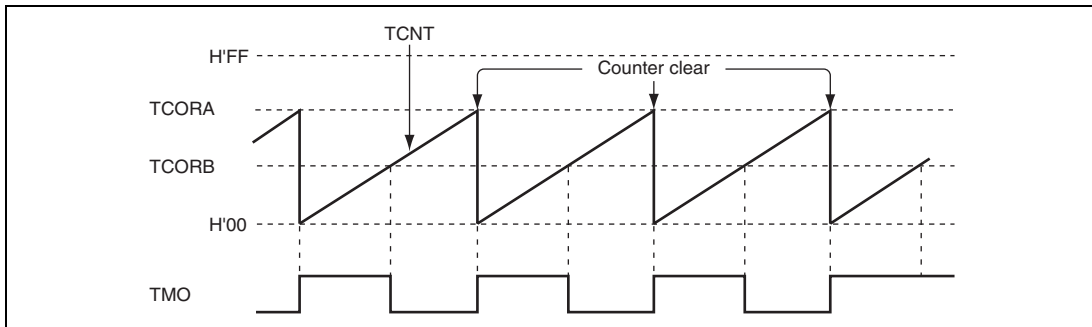 TCNT
H'FF
Counter clear
TCORA
TCORB
H'00
TMO